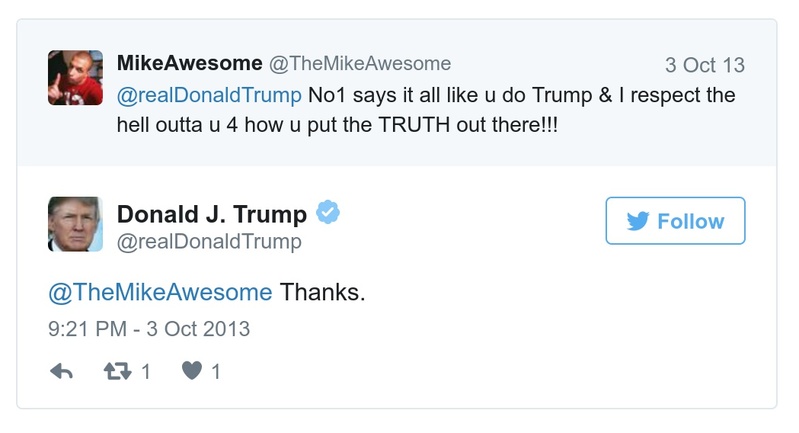 MikeAwesome @TheMikeAwesome 3 Oct 13
@realDonaldTrump No1 says it all like u do Trump & I respect the
hell outta u 4 how u put the TRUTH out there!!!
Donald J. Trump
@realDonaldTrump
Follow
@TheMikeAwesome Thanks.
9:21 PM - 3 Oct 2013
1 1